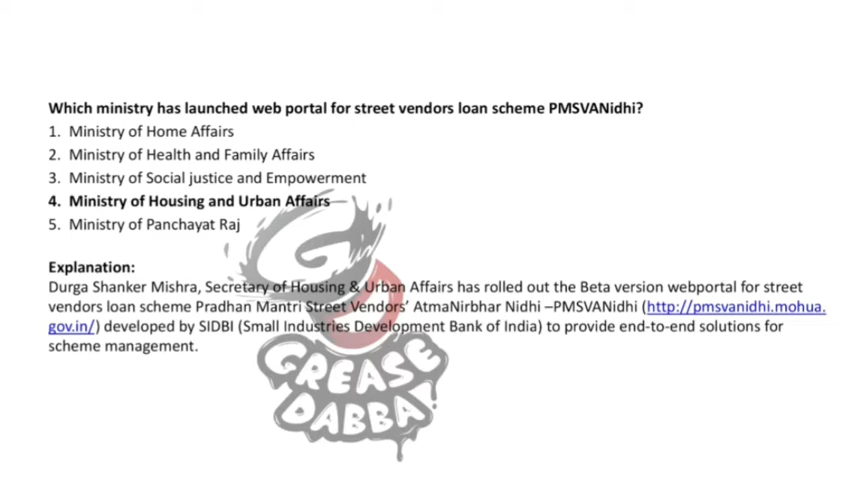 Which ministry has launched web portal for street vendors loan scheme PMSVANidhi?
1. Ministry of Home Affairs
2. Ministry of Health and Family Affairs
3. Ministry of Social justice and Empowerment
4. Ministry of Housing and Urban Affairs
5. Ministry of Panchayat Raj
Explanation:
Durga Shanker Mishra, Secretary of Housing & Urban Affairs has rolled out the Beta version webportal for street
vendors loan scheme Pradhan Mantri Street Vendors’ AtmaNirbhar Nidhi –PMSVANidhi (http://pmsvanidhi.mohua.
gov.in/) developed by SIDBI (Small Industries Development Bank of India) to provide end-to-end solutions for
scheme management.
GREASE
DABBA